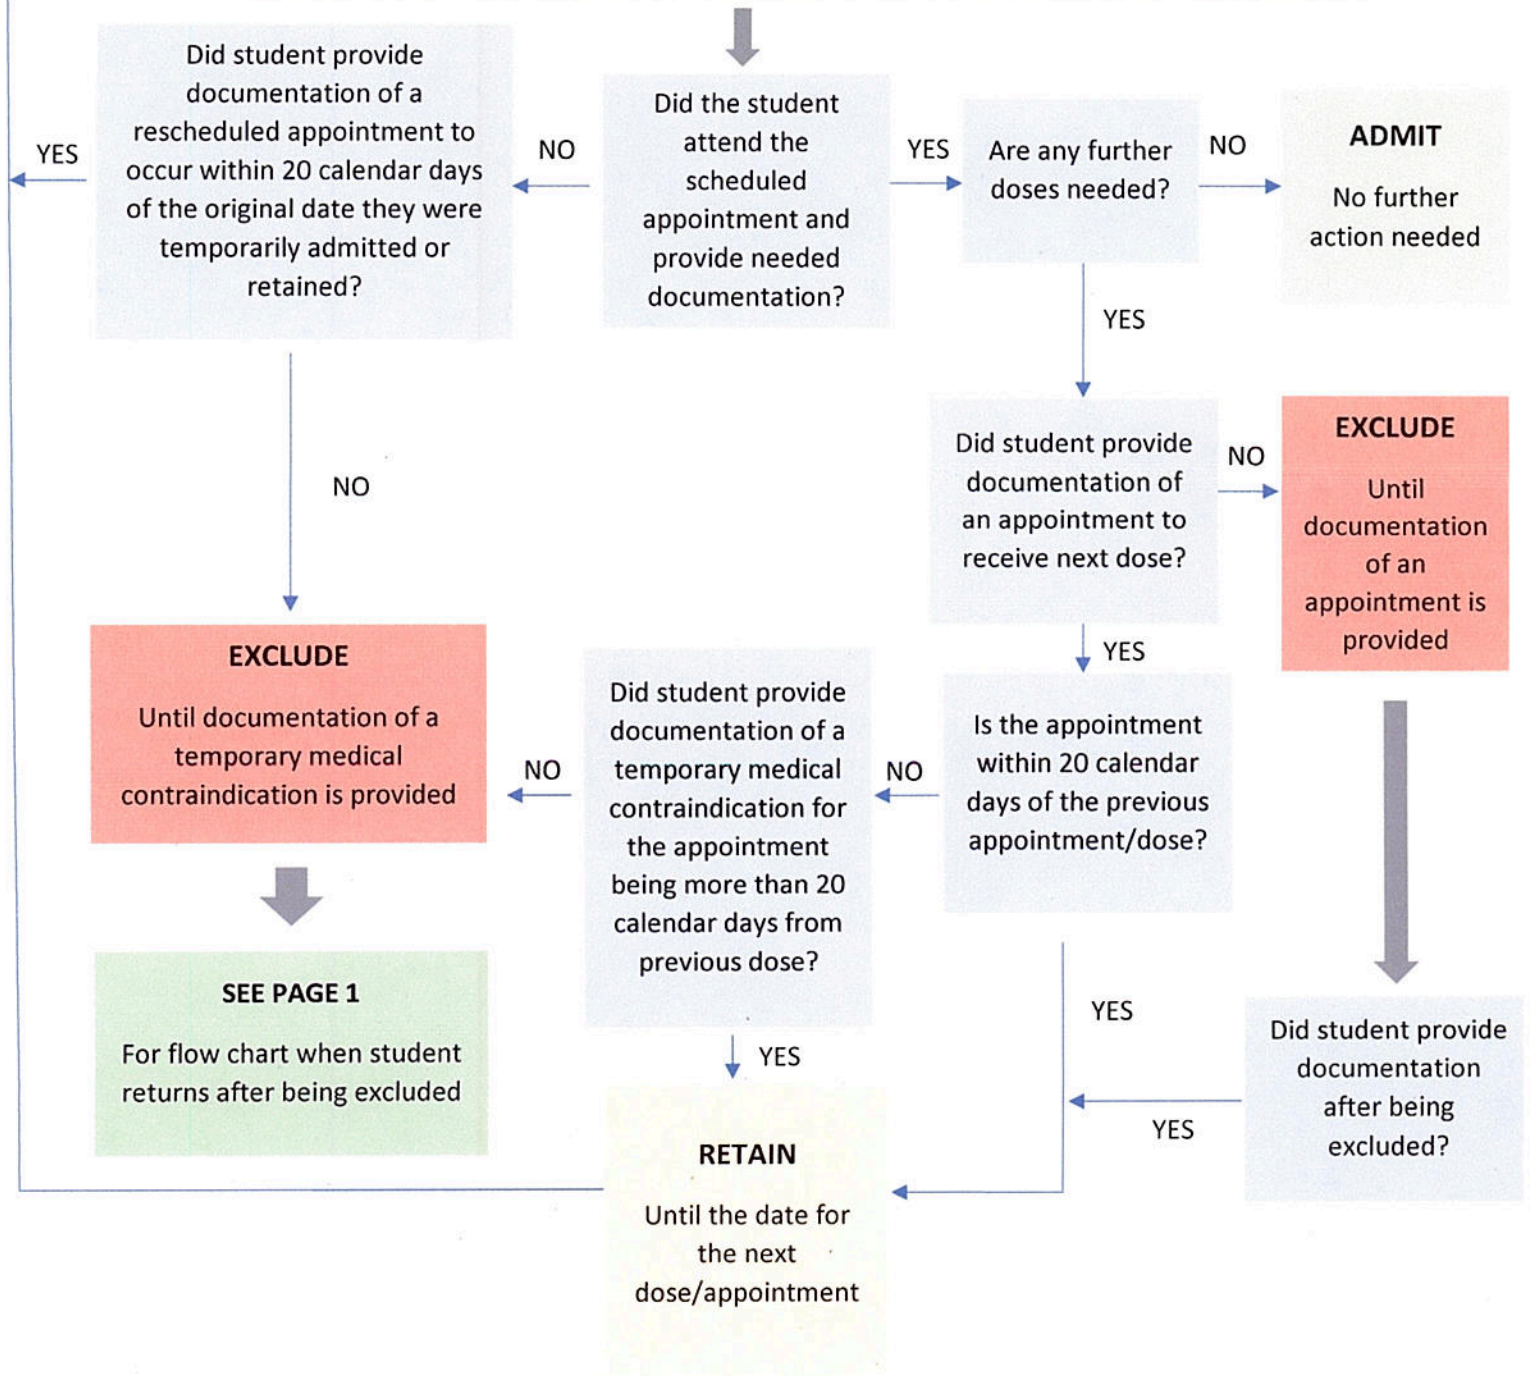 Did student provide
documentation of a
rescheduled appointment to
occur within 20 calendar days
of the original date they were
temporarily admitted or
retained?
YES
NO
Did the student
attend the
scheduled
appointment and
provide needed
documentation?
YES
Are any further
doses needed?
NO
ADMIT
No further
action needed
YES
NO
Did student provide
documentation of
an appointment to
receive next dose?
NO
EXCLUDE
Until
documentation
of an
appointment is
provided
YES
EXCLUDE
Until documentation of a
temporary medical
contraindication is provided
NO
Did student provide
documentation of a
temporary medical
contraindication for
the appointment
being more than 20
calendar days from
previous dose?
NO
Is the appointment
within 20 calendar
days of the previous
appointment/dose?
SEE PAGE 1
For flow chart when student
returns after being excluded
YES
YES
Did student provide
documentation
after being
excluded?
YES
RETAIN
Until the date for
the next
dose/appointment